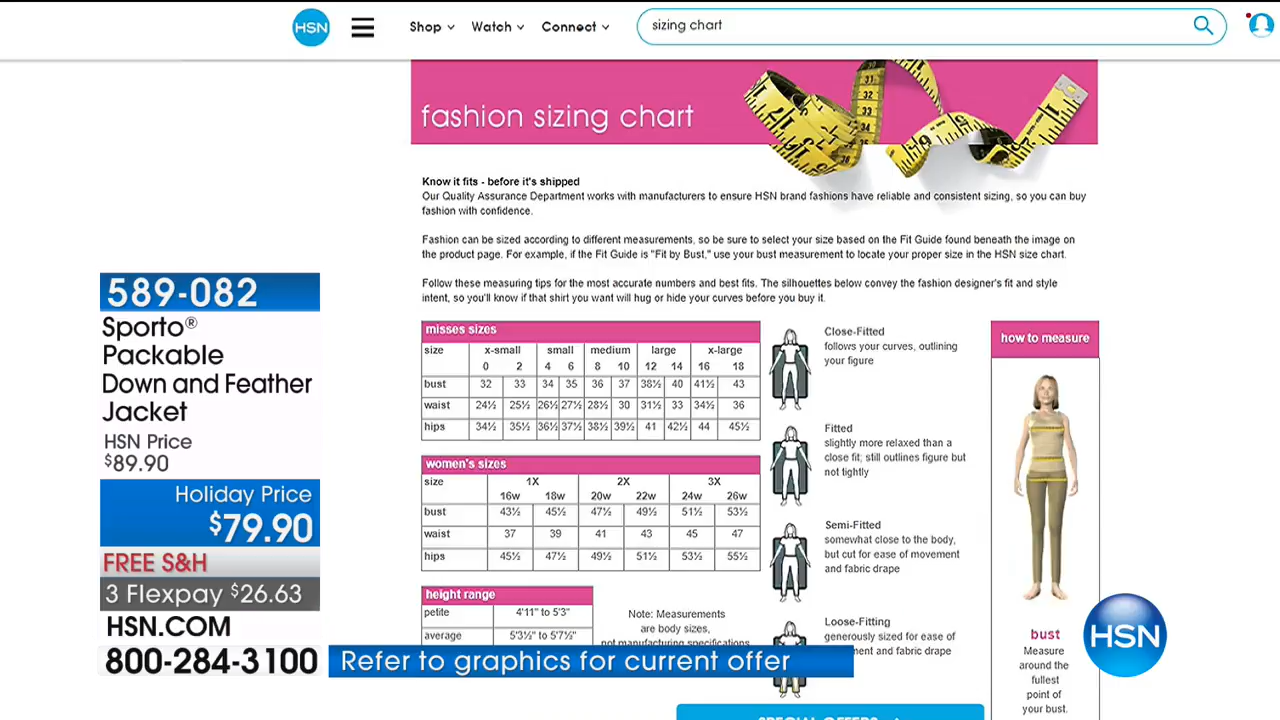 HSN
Shop
Watch
Connect
sizing chart
fashion sizing chart
Know it fits - before it's shipped
Our Quality Assurance Department works with manufacturers to ensure HSN brand fashions have reliable and consistent sizing, so you can buy
fashion with confidence.
Fashion can be sized according to different measurements, so be sure to select your size based on the Fit Guide found beneath the image on
the product page. For example, if the Fit Guide is "Fit by Bust," use your bust measurement to locate your proper size in the HSN size chart.
Follow these measuring tips for the most accurate numbers and best fits. The silhouettes below convey the fashion designer's fit and style
intent, so you'll know if that shirt you want will hug or hide your curves before you buy it.
589-082
Sporto®
Packable
Down and Feather
Jacket
HSN Price
$89.90
Holiday Price
$79.90
FREE S&H
3 Flexpay $26.63
HSN.COM
800-284-3100
misses sizes
size x-small small medium large x-large
0 2 4 6 8 10 12 14 16 18
bust 32 33 34 35 36 37 38½ 40 41½ 43
waist 24½ 25½ 26½ 27½ 28½ 30 31½ 33 34½ 36
hips 34½ 35½ 36½ 37½ 38½ 39½ 41 42½ 44 45½
women's sizes
size 1X 2X 3X
16w 18w 20w 22w 24w 26w
bust 43½ 45½ 47½ 49½ 51½ 53½
waist 37 39 41 43 45 47
hips 45½ 47½ 49½ 51½ 53½ 55½
height range
petite 4'11" to 5'3"
average 5'3½" to 5'7½"
Note: Measurements
are body sizes,
not manufacturing specifications
Close-Fitted
follows your curves, outlining
your figure
Fitted
slightly more relaxed than a
close fit; still outlines figure but
not tightly
Semi-Fitted
somewhat close to the body,
but cut for ease of movement
and fabric drape
Loose-Fitting
generously sized for ease of
and fabric drape
how to measure
bust
Measure
around the
fullest
point of
your bust.
HSN
Refer to graphics for current offer
SPECIAL OFFERS